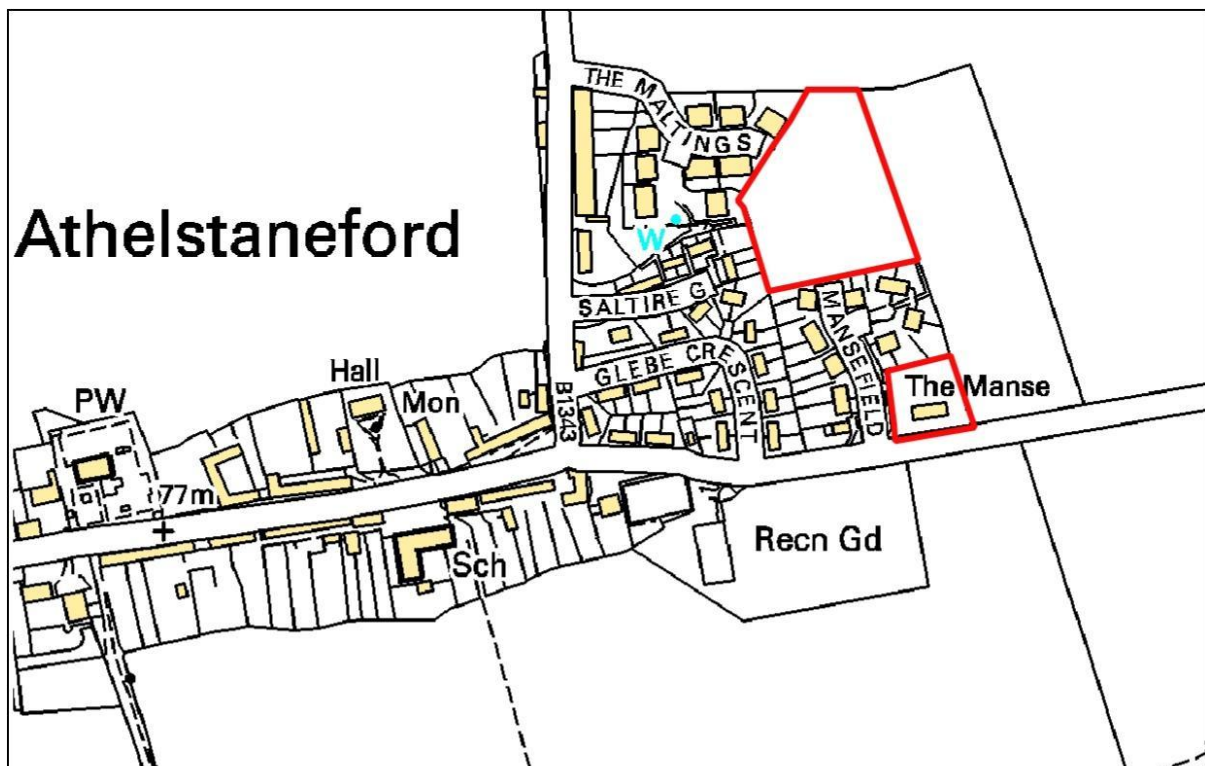 THE MALTINGS
Athelstaneford
W
SALTIRE G
MANSEFIELD
GLEBE CRESCENT
The Manse
Hall
PW
Mon
B1343
77m
Recn Gd
Sch